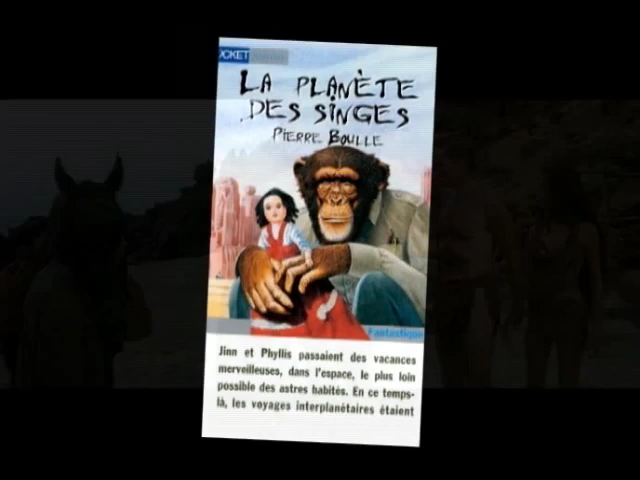 POCKET
LA PLANÈTE
DES SINGES
PIERRE BOULLE
Fantastique
Jinn et Phyllis passaient des vacances
merveilleuses, dans l'espace, le plus loin
possible des astres habités. En ce temps-
là, les voyages interplanétaires étaient